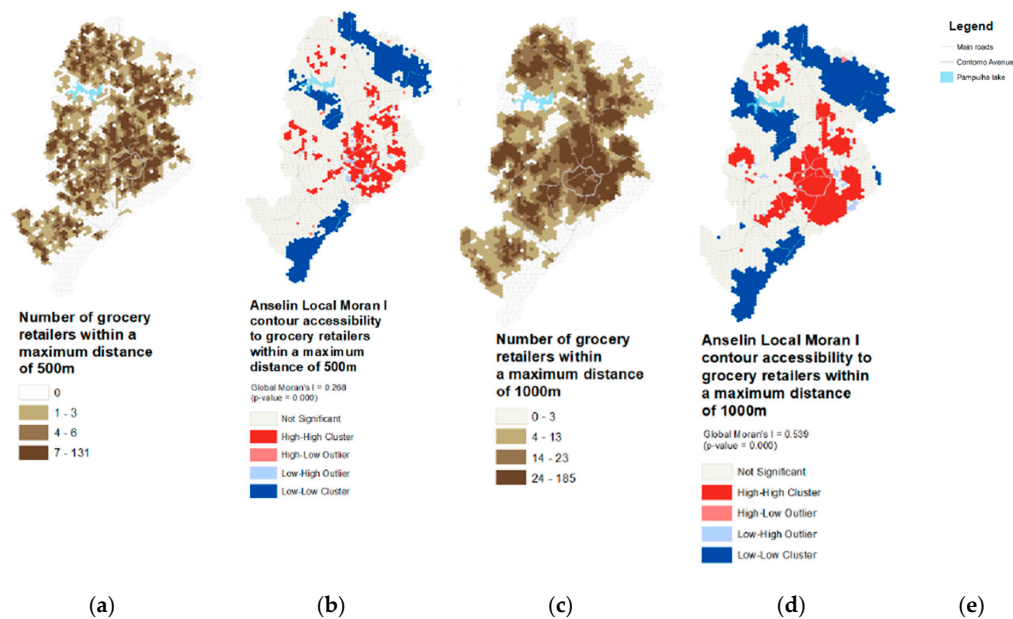 Legend
Main roads
Contorno Avenue
Pampulha lake
Number of grocery
retailers within a
maximum distance
of 500m
0
1 - 3
4 - 6
7 - 131
Anselin Local Moran I
contour accessibility
to grocery retailers
within a maximum
distance of 500m
Global Moran's I = 0.268
(p-value = 0.000)
Not Significant
High-High Cluster
High-Low Outlier
Low-High Outlier
Low-Low Cluster
Number of grocery
retailers within
a maximum distance
of 1000m
0 - 3
4 - 13
14 - 23
24 - 185
Anselin Local Moran I
contour accessibility to
grocery retailers within
a maximum distance
of 1000m
Global Moran's I = 0.539
(p-value = 0.000)
Not Significant
High-High Cluster
High-Low Outlier
Low-High Outlier
Low-Low Cluster
(a) (b) (c) (d) (e)